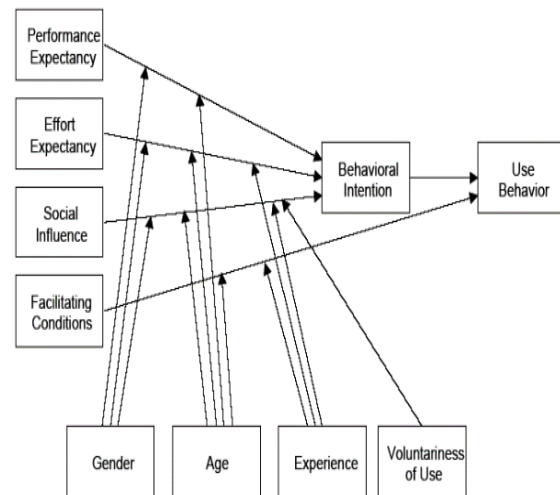 Performance
Expectancy
Effort
Expectancy
Social
Influence
Facilitating
Conditions
Behavioral
Intention
Use
Behavior
Gender
Age
Experience
Voluntariness
of Use